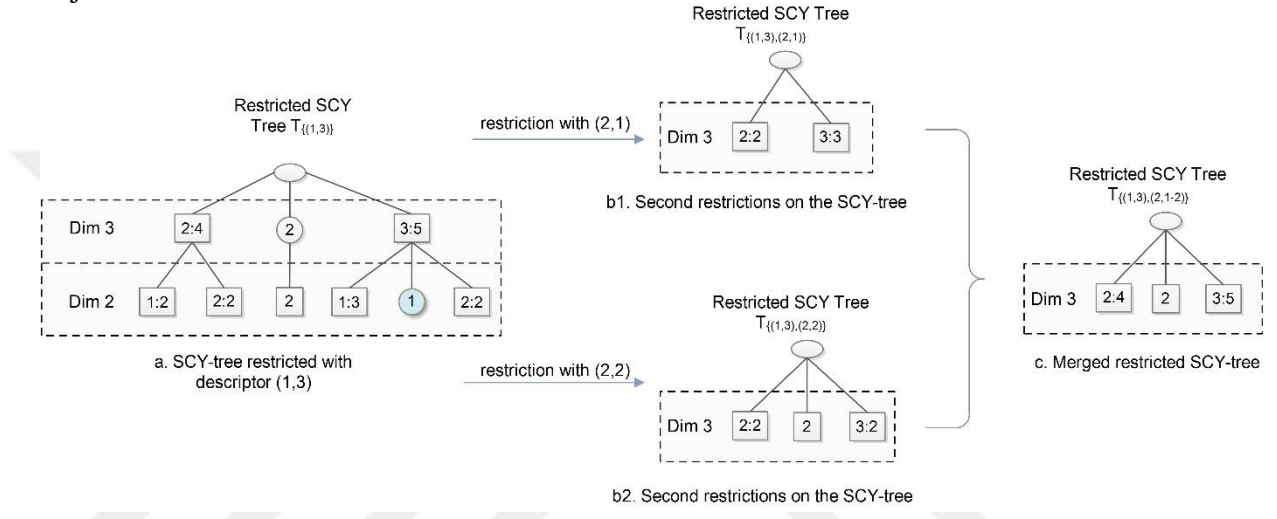 Restricted SCY
Tree T{(1,3)}
Dim 3
2:4
2
3:5
Dim 2
1:2
2:2
2
1:3
1
2:2
a. SCY-tree restricted with
descriptor (1,3)
restriction with (2,1)
restriction with (2,2)
Restricted SCY Tree
T{(1,3),(2,1)}
Dim 3
2:2
3:3
b1. Second restrictions on the SCY-tree
Restricted SCY Tree
T{(1,3),(2,2)}
Dim 3
2:2
2
3:2
b2. Second restrictions on the SCY-tree
Restricted SCY Tree
T{(1,3),(2,1-2)}
Dim 3
2:4
2
3:5
c. Merged restricted SCY-tree